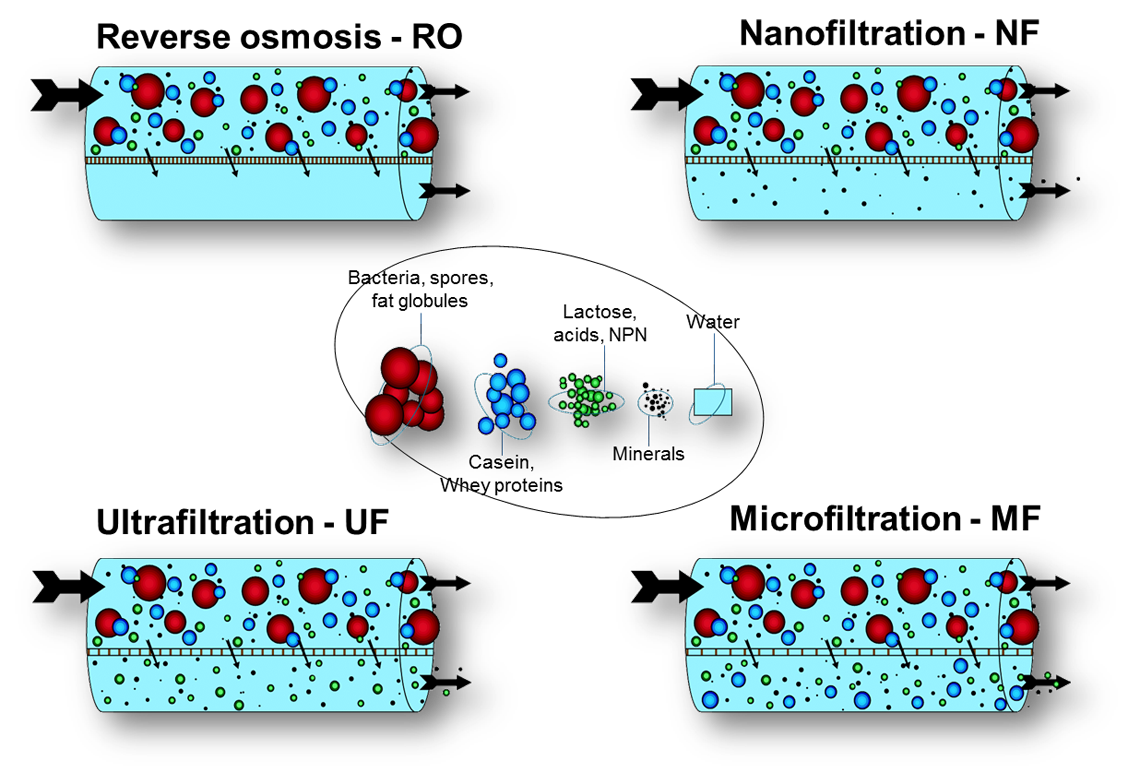 Reverse osmosis - RO
Nanofiltration - NF
Bacteria, spores,
fat globules
Lactose,
acids, NPN
Water
Casein,
Whey proteins
Minerals
Ultrafiltration - UF
Microfiltration - MF